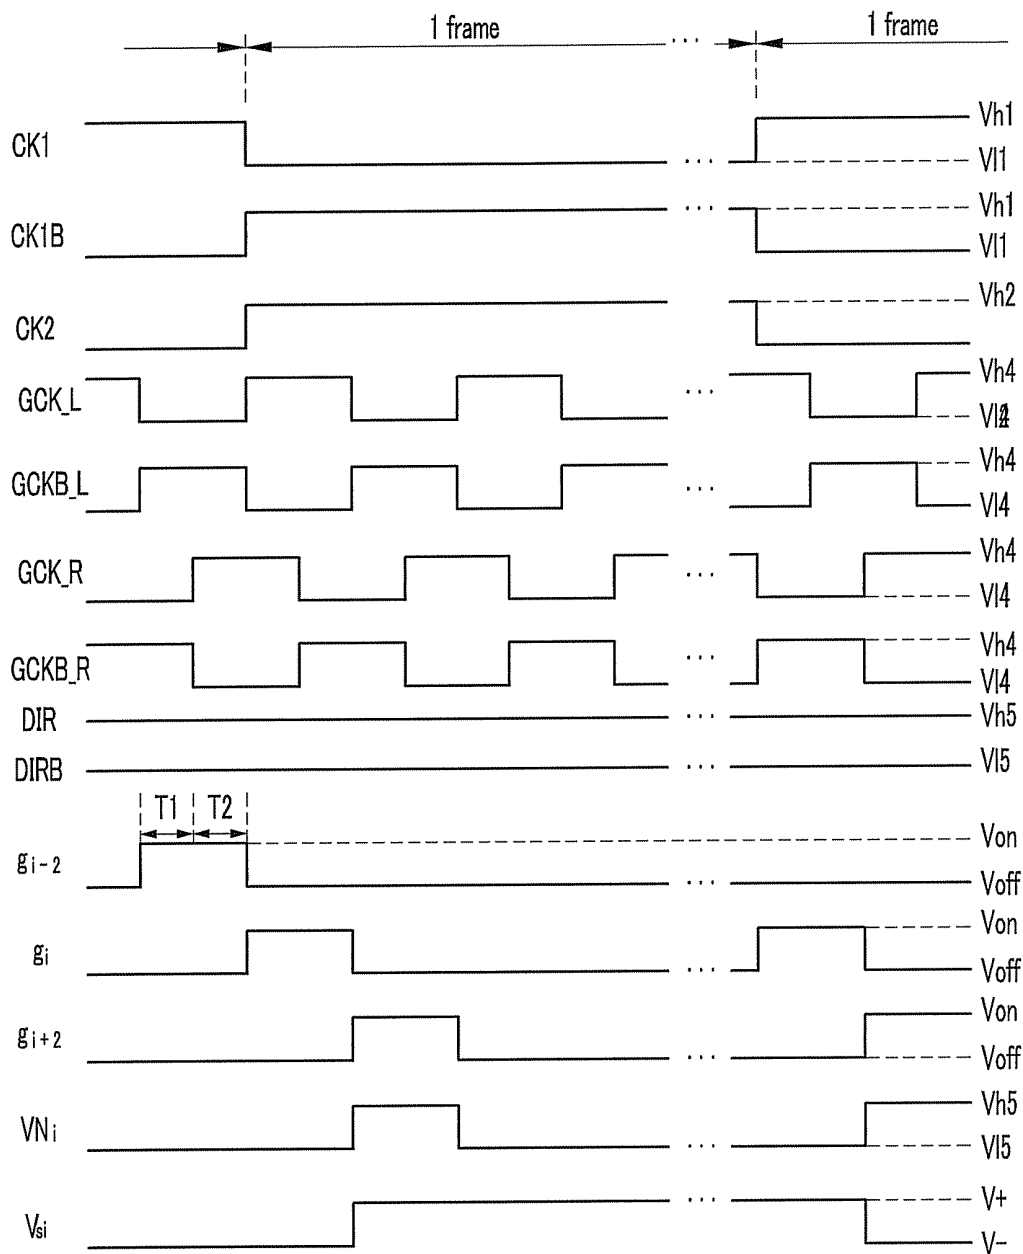 1 frame ... 1 frame
CK1 ... Vh1
Vl1
CK1B ... Vh1
Vl1
CK2 ... Vh2
GCK_L ... Vh4
GCKB_L ... Vh4
Vl4
GCK_R ... Vh4
Vl4
GCKB_R ... Vh4
Vl4
DIR ... Vh5
DIRB ... Vl5
T1 T2
gi-2 ... Von
Voff
gi ... Von
Voff
gi+2 ... Von
Voff
VNi ... Vh5
Vl5
Vsi ... V+
V-